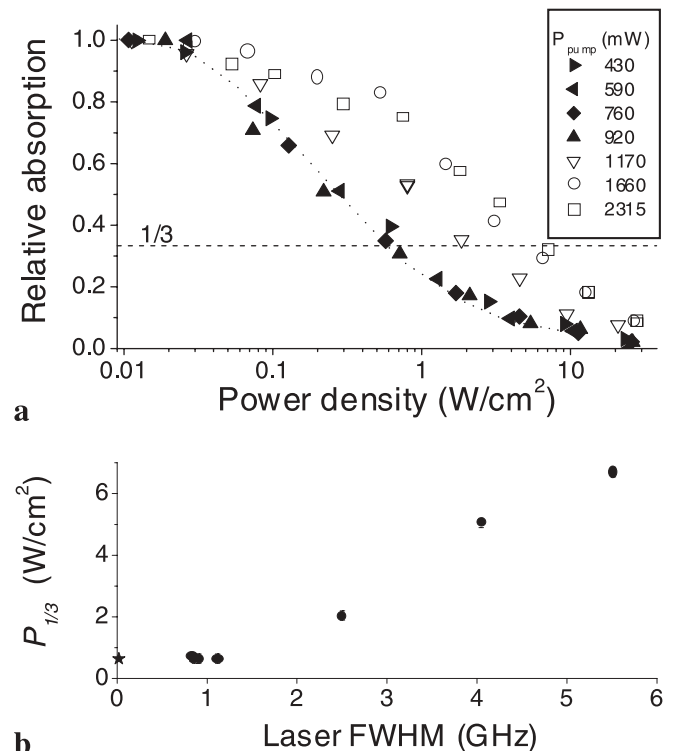 1.0
0.8
0.6
0.4
0.2
0.0
Relative absorption
1/3
P pump (mW)
430
590
760
920
1170
1660
2315
0.01 0.1 1 10
Power density (W/cm²)
a
6
4
2
0
P1/3 (W/cm²)
0 1 2 3 4 5 6
Laser FWHM (GHz)
b